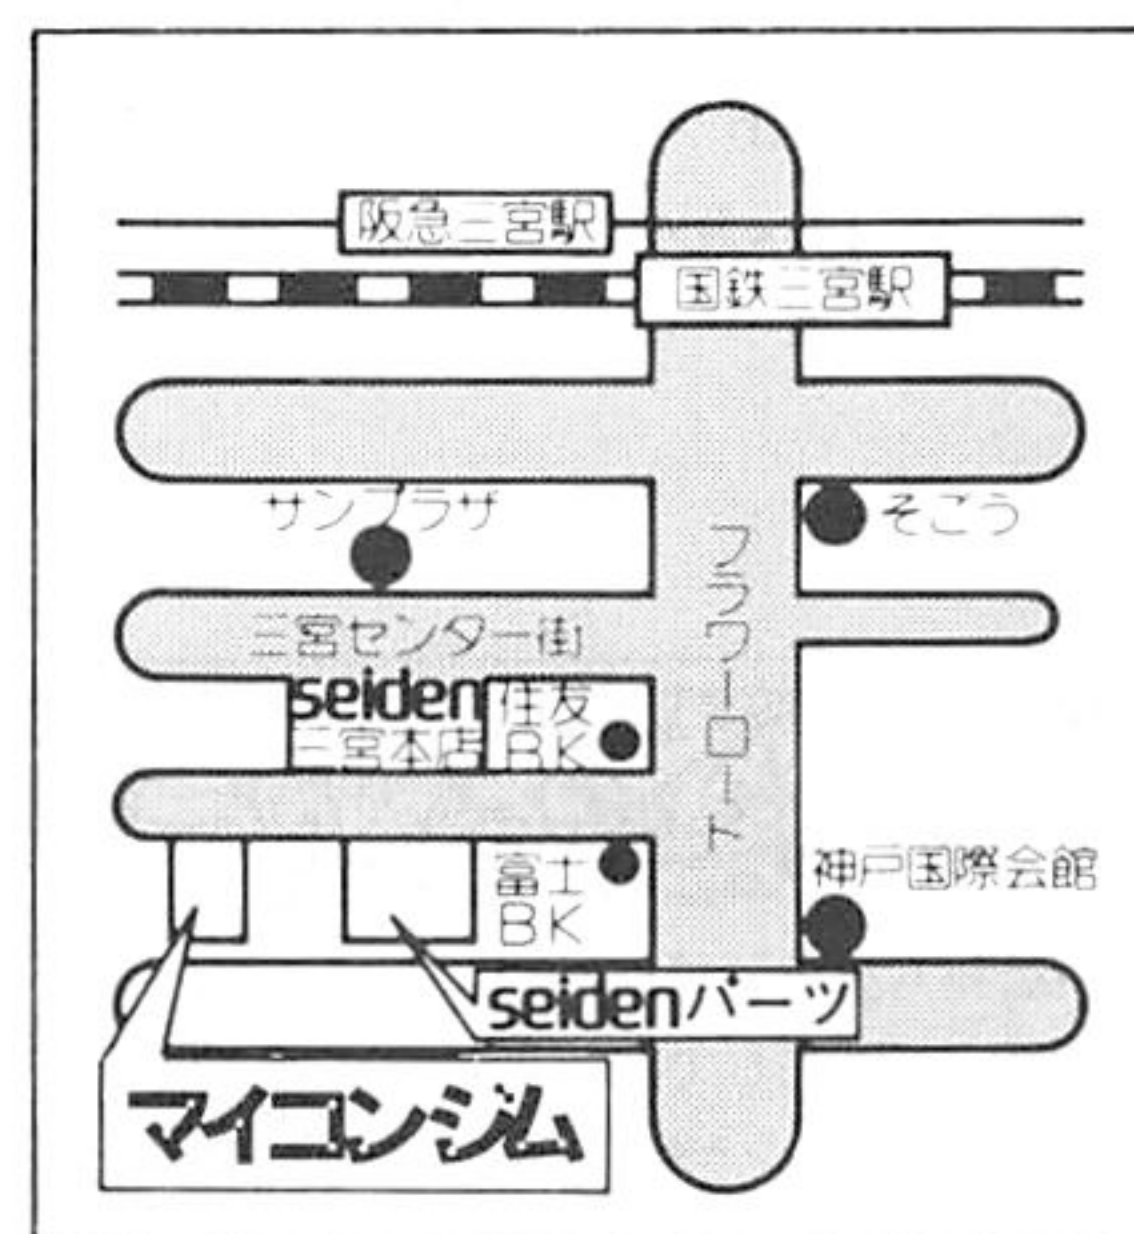 阪急三宮駅
国鉄三宮駅
サンプラザ
そごう
フラワーロード
三宮センター街
seiden
三宮本店
住友
BK
富士
BK
神戸国際会館
seidenパーツ
マイコンジム